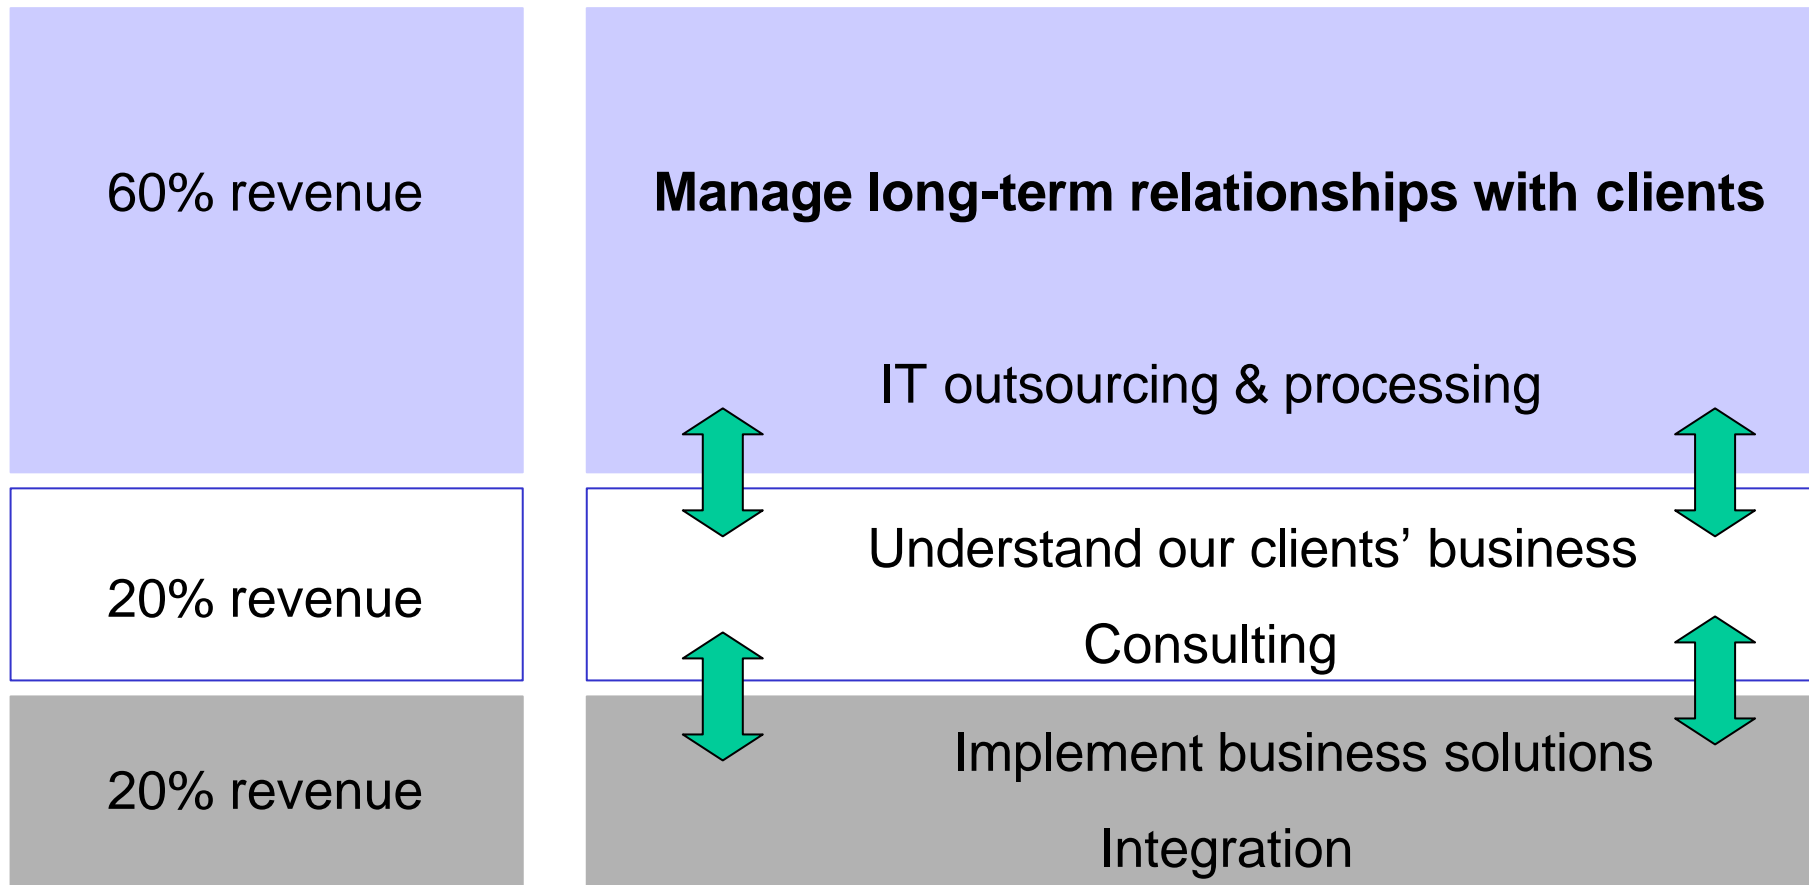 60% revenue
Manage long-term relationships with clients
IT outsourcing & processing
20% revenue
Understand our clients’ business
Consulting
20% revenue
Implement business solutions
Integration